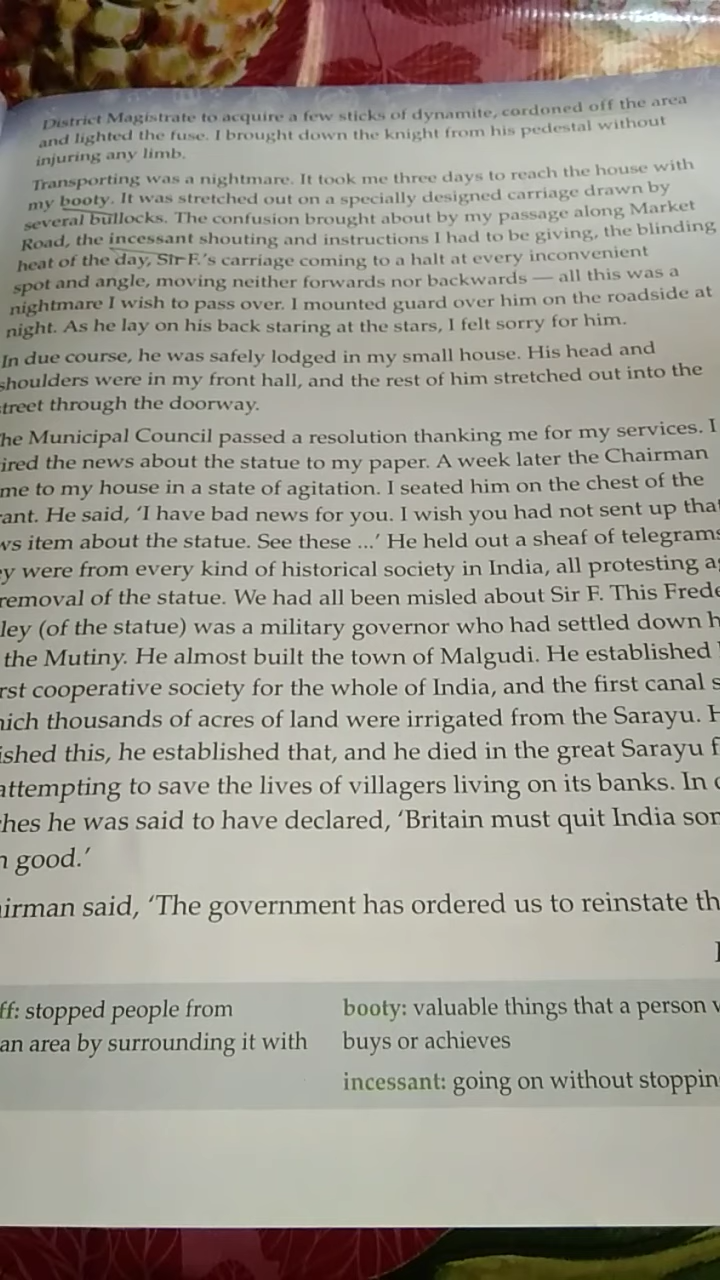 District Magistrate to acquire a few sticks of dynamite, cordoned off the area
and lighted the fuse. I brought down the knight from his pedestal without
injuring any limb.
Transporting was a nightmare. It took me three days to reach the house with
my booty. It was stretched out on a specially designed carriage drawn by
several bullocks. The confusion brought about by my passage along Market
Road, the incessant shouting and instructions I had to be giving, the blinding
heat of the day, Sir F.'s carriage coming to a halt at every inconvenient
spot and angle, moving neither forwards nor backwards — all this was a
nightmare I wish to pass over. I mounted guard over him on the roadside at
night. As he lay on his back staring at the stars, I felt sorry for him.
In due course, he was safely lodged in my small house. His head and
shoulders were in my front hall, and the rest of him stretched out into the
treet through the doorway.
he Municipal Council passed a resolution thanking me for my services. I
ired the news about the statue to my paper. A week later the Chairman
me to my house in a state of agitation. I seated him on the chest of the
ant. He said, 'I have bad news for you. I wish you had not sent up that
ws item about the statue. See these ...' He held out a sheaf of telegrams
y were from every kind of historical society in India, all protesting ag
removal of the statue. We had all been misled about Sir F. This Frede
ley (of the statue) was a military governor who had settled down h
the Mutiny. He almost built the town of Malgudi. He established
rst cooperative society for the whole of India, and the first canal s
hich thousands of acres of land were irrigated from the Sarayu. H
ished this, he established that, and he died in the great Sarayu f
attempting to save the lives of villagers living on its banks. In
hes he was said to have declared, 'Britain must quit India som
n good.'
irman said, 'The government has ordered us to reinstate th
ff: stopped people from
an area by surrounding it with
booty: valuable things that a person w
buys or achieves
incessant: going on without stoppin